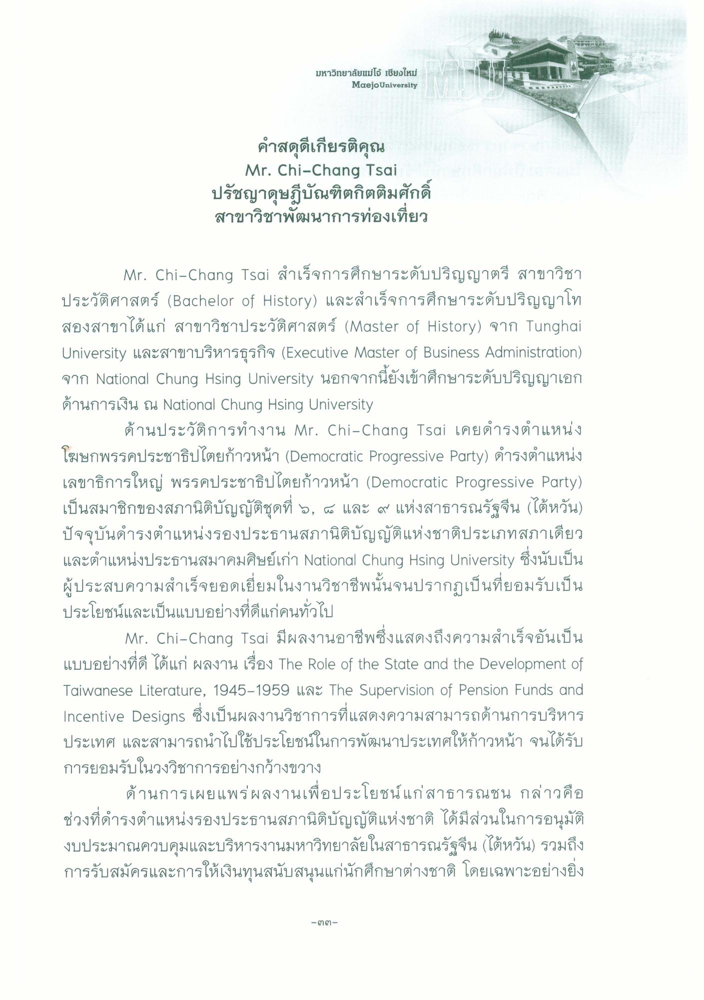 มหาวิทยาลัยแม่โจ้ เชียงใหม่
Maejo University
MJU
คำสดุดีเกียรติคุณ
Mr. Chi-Chang Tsai
ปรัชญาดุษฎีบัณฑิตกิตติมศักดิ์
สาขาวิชาพัฒนาการท่องเที่ยว
Mr. Chi-Chang Tsai สำเร็จการศึกษาระดับปริญญาตรี สาขาวิชา
ประวัติศาสตร์ (Bachelor of History) และสำเร็จการศึกษาระดับปริญญาโท
สองสาขาได้แก่ สาขาวิชาประวัติศาสตร์ (Master of History) จาก Tunghai
University และสาขาบริหารธุรกิจ (Executive Master of Business Administration)
จาก National Chung Hsing University นอกจากนี้ยังเข้าศึกษาระดับปริญญาเอก
ด้านการเงิน ณ National Chung Hsing University
ด้านประวัติการทำงาน Mr. Chi-Chang Tsai เคยดำรงตำแหน่ง
โฆษกพรรคประชาธิปไตยก้าวหน้า (Democratic Progressive Party) ดำรงตำแหน่ง
เลขาธิการใหญ่ พรรคประชาธิปไตยก้าวหน้า (Democratic Progressive Party)
เป็นสมาชิกของสภานิติบัญญัติชุดที่ ๖, ๘ และ ๙ แห่งสาธารณรัฐจีน (ไต้หวัน)
ปัจจุบันดำรงตำแหน่งรองประธานสภานิติบัญญัติแห่งชาติประเภทสภาเดียว
และตำแหน่งประธานสมาคมศิษย์เก่า National Chung Hsing University ซึ่งนับเป็น
ผู้ประสบความสำเร็จยอดเยี่ยมในงานวิชาชีพนั้นจนปรากฏเป็นที่ยอมรับเป็น
ประโยชน์และเป็นแบบอย่างที่ดีแก่คนทั่วไป
Mr. Chi-Chang Tsai มีผลงานอาชีพซึ่งแสดงถึงความสำเร็จอันเป็น
แบบอย่างที่ดี ได้แก่ ผลงาน เรื่อง The Role of the State and the Development of
Taiwanese Literature, 1945-1959 และ The Supervision of Pension Funds and
Incentive Designs ซึ่งเป็นผลงานวิชาการที่แสดงความสามารถด้านการบริหาร
ประเทศ และสามารถนำไปใช้ประโยชน์ในการพัฒนาประเทศให้ก้าวหน้า จนได้รับ
การยอมรับในวงวิชาการอย่างกว้างขวาง
ด้านการเผยแพร่ผลงานเพื่อประโยชน์แก่สาธารณชน กล่าวคือ
ช่วงที่ดำรงตำแหน่งรองประธานสภานิติบัญญัติแห่งชาติ ได้มีส่วนในการอนุมัติ
งบประมาณควบคุมและบริหารงานมหาวิทยาลัยในสาธารณรัฐจีน (ไต้หวัน) รวมถึง
การรับสมัครและการให้เงินทุนสนับสนุนแก่นักศึกษาต่างชาติ โดยเฉพาะอย่างยิ่ง
-๓๓-